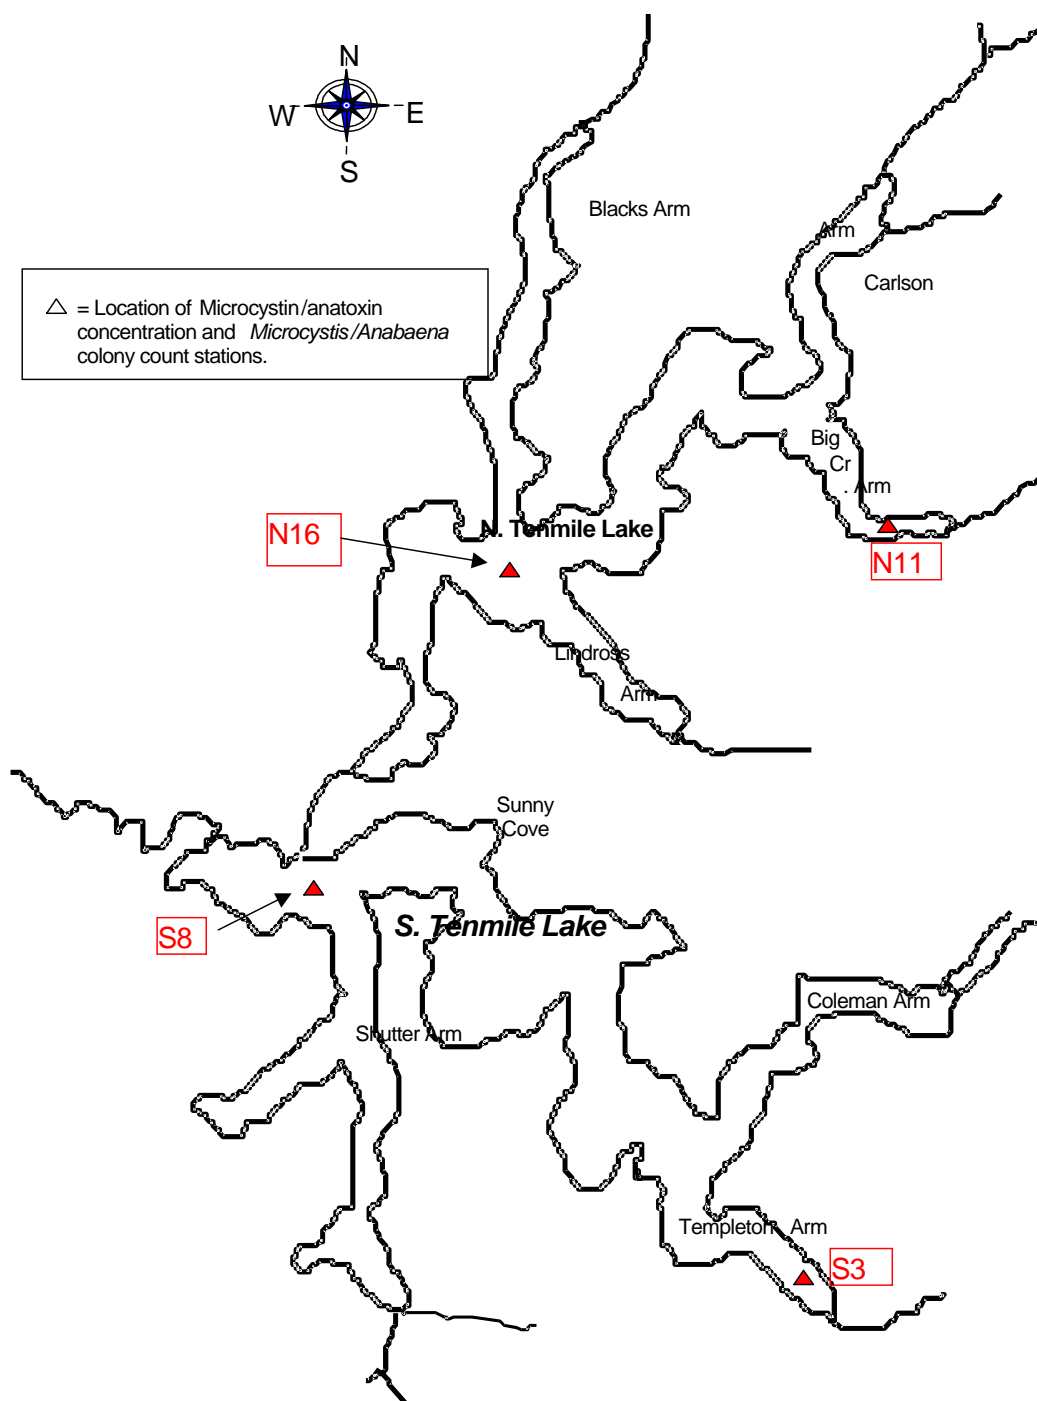 N
W
E
S
Blacks Arm
Arm
Carlson
= Location of Microcystin/anatoxin
concentration and Microcystis/Anabaena
colony count stations.
Big
Cr
. Arm
N16
N. Tenmile Lake
N11
Lindross
Arm
Sunny
Cove
S8
S. Tenmile Lake
Coleman Arm
Shutter Arm
Templeton Arm
S3